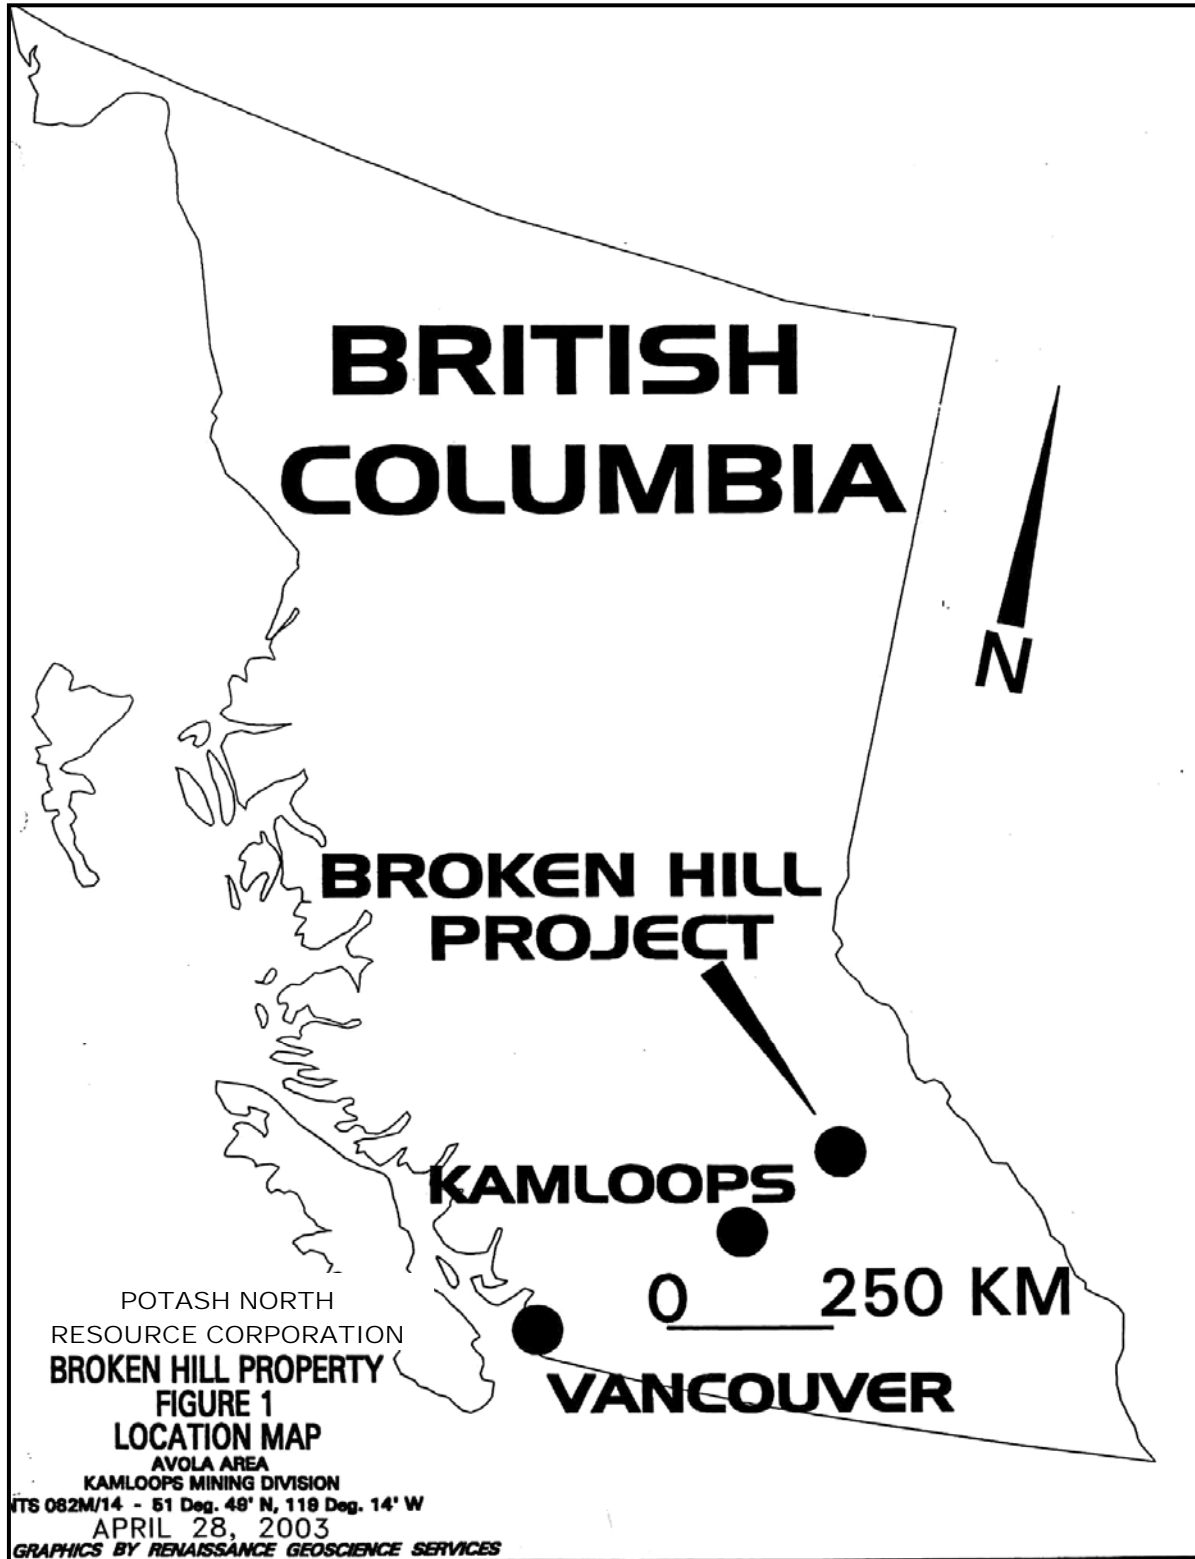 BRITISH
COLUMBIA
N
BROKEN HILL
PROJECT
KAMLOOPS
0 250 KM
VANCOUVER
POTASH NORTH
RESOURCE CORPORATION
BROKEN HILL PROPERTY
FIGURE 1
LOCATION MAP
AVOLA AREA
KAMLOOPS MINING DIVISION
NTS 082M/14 - 51 Deg. 49' N, 119 Deg. 14' W
APRIL 28, 2003
GRAPHICS BY RENAISSANCE GEOSCIENCE SERVICES